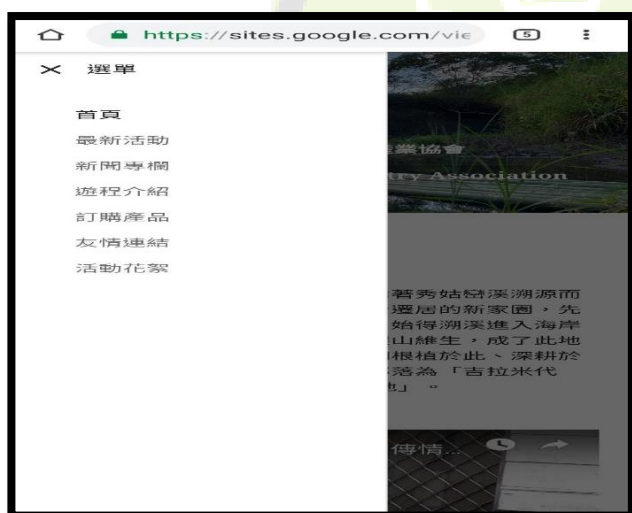 https://sites.google.com/vie
5
選單
首頁
最新活動
新聞專欄
遊程介紹
訂購產品
友情連結
活動花絮
業協會
try Association
著秀姑巒溪溯源而
遷居的新家園，先
始得溯溪進入海岸
山維生，成了此地
根植於此、深耕於
落為「吉拉米代
」。
傳情...